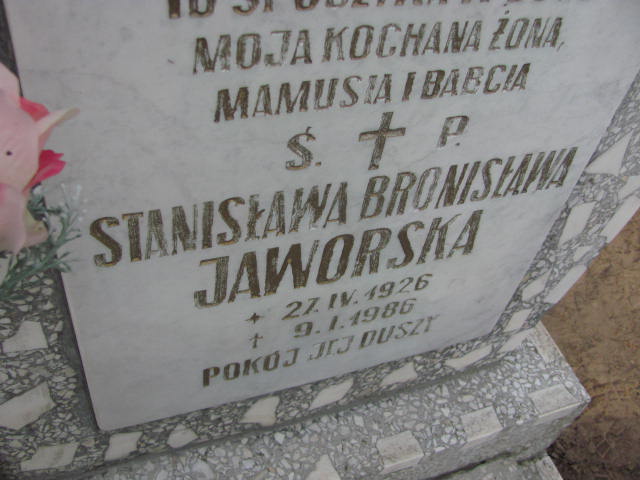 MOJA KOCHANA ŻONA,
MAMUSIA I BABCIA
Ś. P.
STANISŁAWA BRONISŁAWA
JAWORSKA
27.IV.1926
9.I.1986
POKÓJ JEJ DUSZY